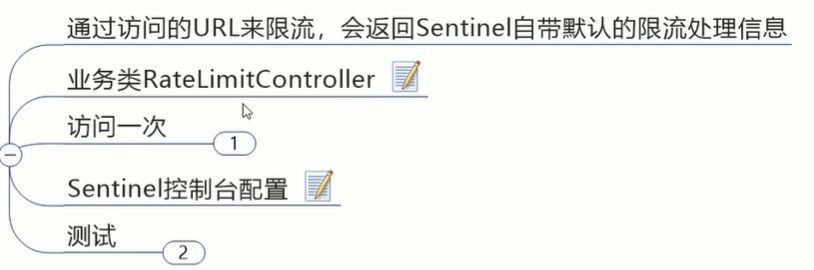 通过访问的URL来限流，会返回Sentinel自带默认的限流处理信息
业务类RateLimitController
访问一次
1
Sentinel控制台配置
测试
2